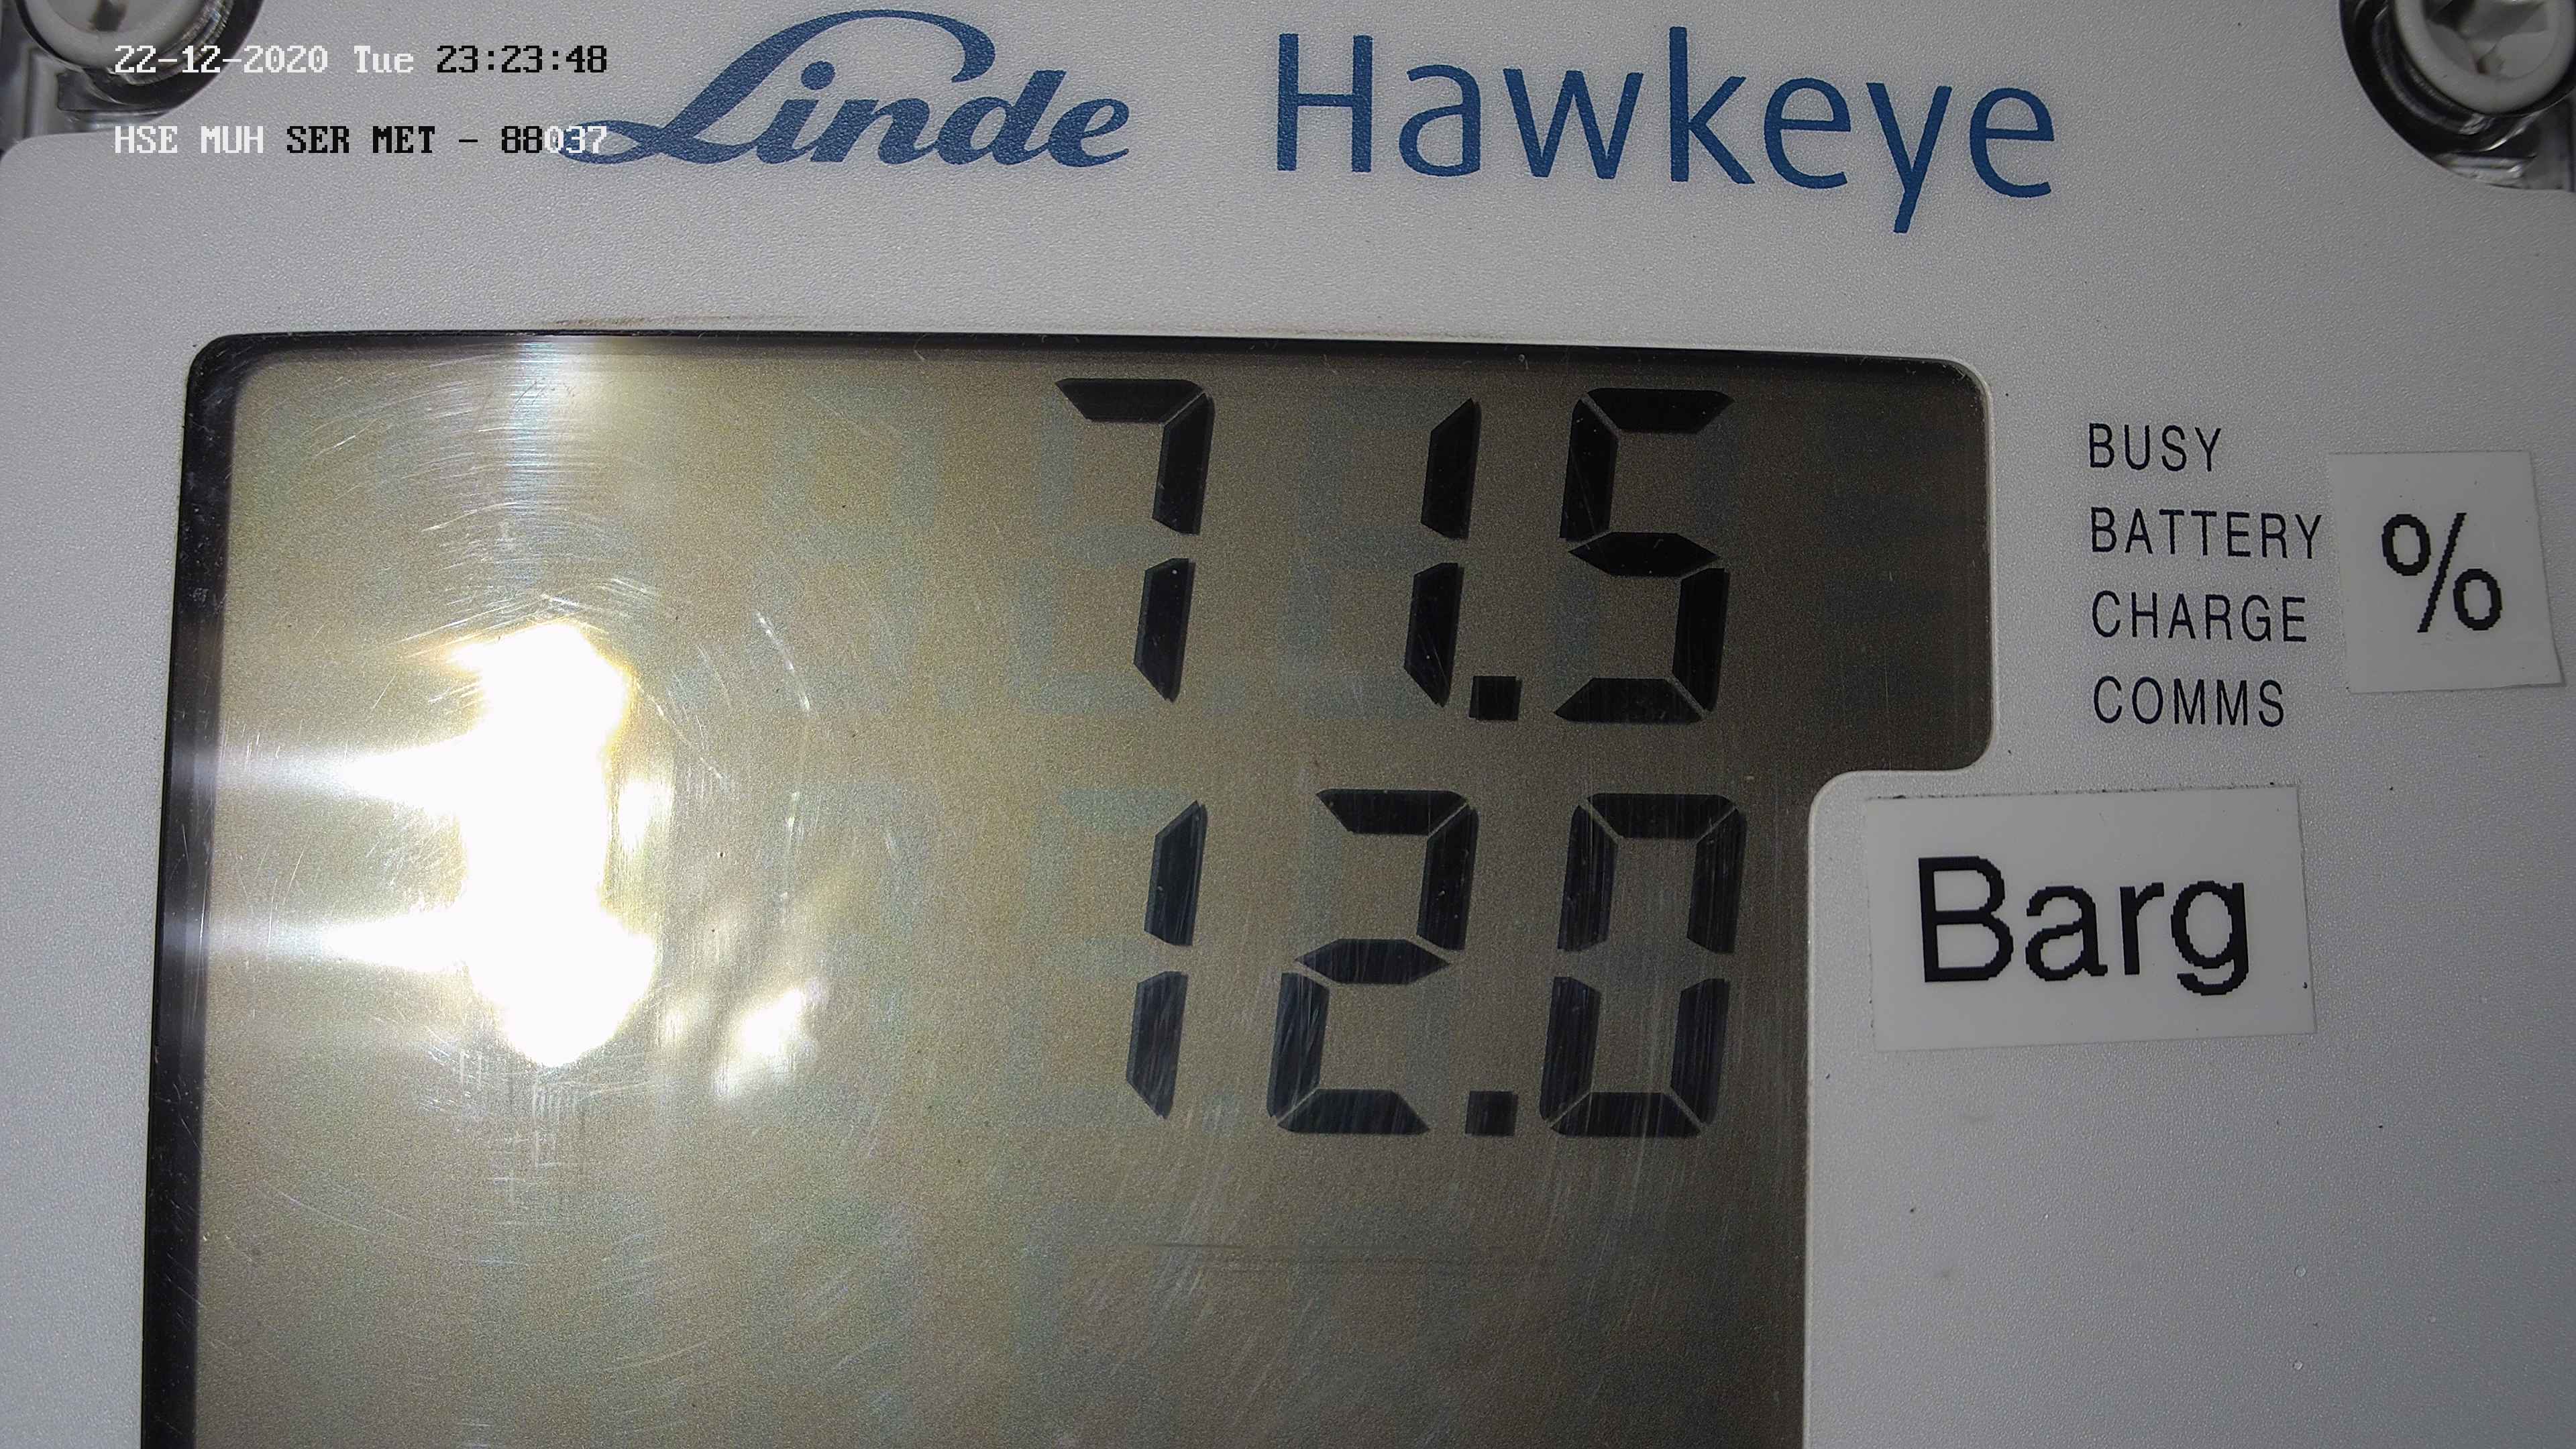 22-12-2020 Tue 23:23:48
HSE MUH SER MET - 88037
Linde Hawkeye
71.5
BUSY
BATTERY
CHARGE
COMMS
%
12.0
Barg